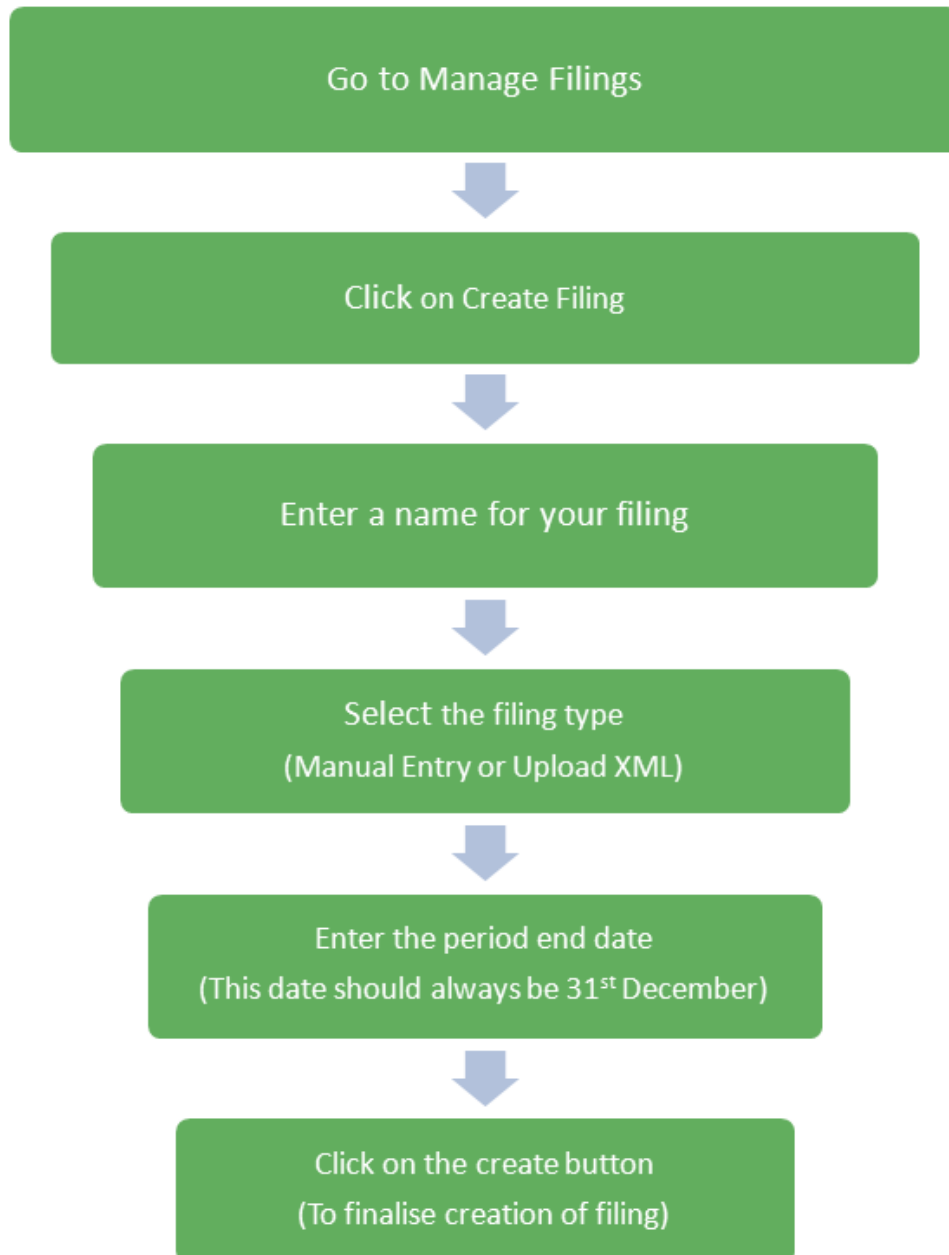 Go to Manage Filings
Click on Create Filing
Enter a name for your filing
Select the filing type
(Manual Entry or Upload XML)
Enter the period end date
(This date should always be 31st December)
Click on the create button
(To finalise creation of filing)